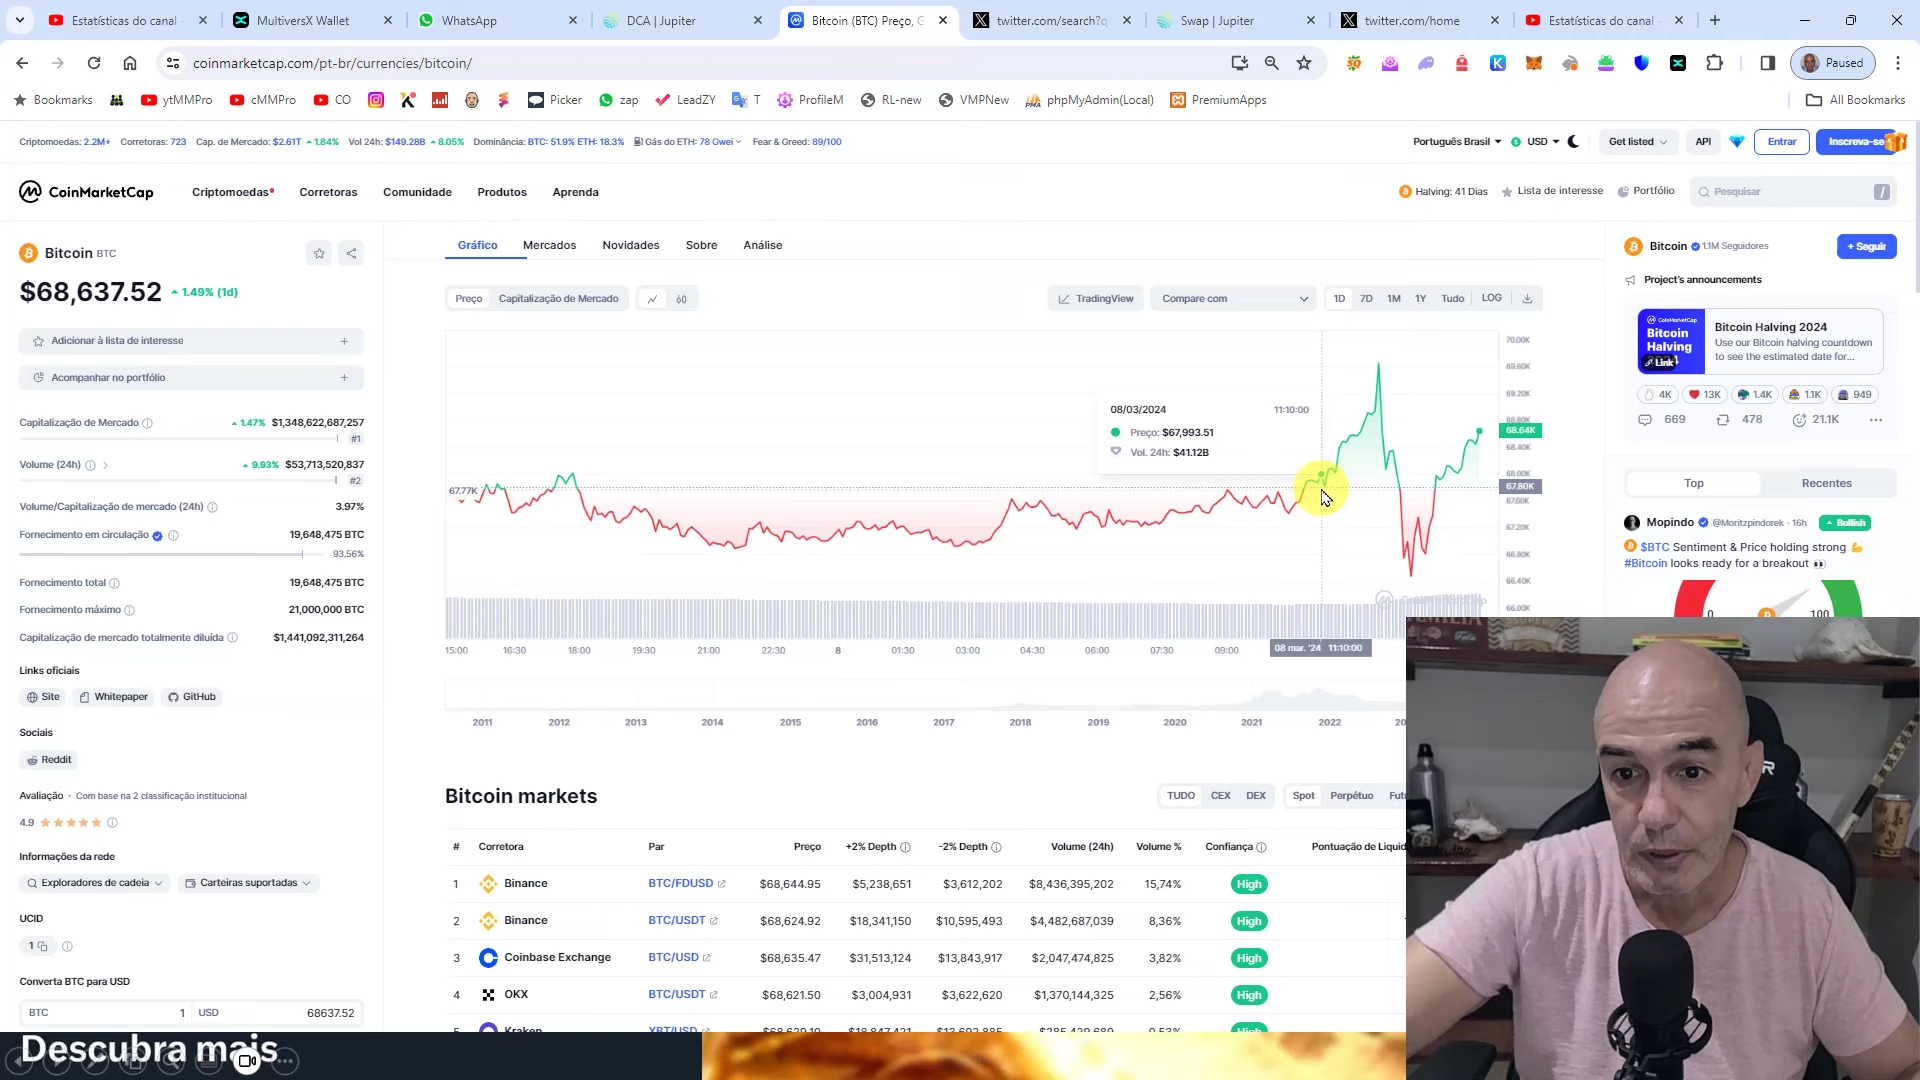 Estatísticas do canal
MultiversX Wallet
WhatsApp
DCA | Jupiter
Bitcoin (BTC) Preço, G
twitter.com/search?q
Swap | Jupiter
twitter.com/home
Estatísticas do canal
coinmarketcap.com/pt-br/currencies/bitcoin/
Paused
Bookmarks
ytMMPro
cMMPro
CO
Picker
zap
LeadZY
T
ProfileM
RL-new
VMPNew
phpMyAdmin(Local)
PremiumApps
All Bookmarks
Criptomoedas: 2.2M+ Corretoras: 723 Cap. de Mercado: $2.61T 1.84% Vol 24h: $149.28B 8.05% Dominância: BTC: 51.9% ETH: 18.3% Gás do ETH: 78 Gwei Fear & Greed: 89/100
Português Brasil USD Get listed API Entrar Inscreva-se
CoinMarketCap
Criptomoedas Corretoras Comunidade Produtos Aprenda
Halving: 41 Dias Lista de interesse Portfólio Pesquisar /
Bitcoin BTC
$68,637.52 1.49% (1d)
Adicionar à lista de interesse +
Acompanhar no portfólio +
Capitalização de Mercado 1.47% $1,348,622,687,257
#1
Volume (24h) 9.93% $53,713,520,837
#2
Volume/Capitalização de mercado (24h) 3.97%
Fornecimento em circulação 19,648,475 BTC
93.56%
Fornecimento total 19,648,475 BTC
Fornecimento máximo 21,000,000 BTC
Capitalização de mercado totalmente diluída $1,441,092,311,264
Links oficiais
Site Whitepaper GitHub
Sociais
Reddit
Avaliação · Com base na 2 classificação institucional
4.9
Informações da rede
Exploradores de cadeia Carteiras suportadas
UCID
1
Converta BTC para USD
BTC 1 USD 68637.52
Gráfico Mercados Novidades Sobre Análise
Preço Capitalização de Mercado
TradingView Compare com 1D 7D 1M 1Y Tudo LOG
70.00K
69.60K
69.20K
68.80K
68.64K
68.40K
68.00K
67.80K
67.60K
67.20K
66.80K
66.40K
66.00K
67.77K
08/03/2024 11:10:00
Preço: $67,993.51
Vol. 24h: $41.12B
15:00 16:30 18:00 19:30 21:00 22:30 8 01:30 03:00 04:30 06:00 07:30 09:00 08 mar. '24 11:10:00
2011 2012 2013 2014 2015 2016 2017 2018 2019 2020 2021 2022
Bitcoin markets
TUDO CEX DEX Spot Perpétuo
# Corretora Par Preço +2% Depth -2% Depth Volume (24h) Volume % Confiança Pontuação de Liquid
1 Binance BTC/FDUSD $68,644.95 $5,238,651 $3,612,202 $8,436,395,202 15,74% High
2 Binance BTC/USDT $68,624.92 $18,341,150 $10,595,493 $4,482,687,039 8,36% High
3 Coinbase Exchange BTC/USD $68,635.47 $31,513,124 $13,843,917 $2,047,474,825 3,82% High
4 OKX BTC/USDT $68,621.50 $3,004,931 $3,622,620 $1,370,144,325 2,56% High
Kraken XBT/USD
Descubra mais
Bitcoin 1.1M Seguidores + Seguir
Project's announcements
CoinMarketCap
Bitcoin
Halving
Link
Bitcoin Halving 2024
Use our Bitcoin halving countdown
to see the estimated date for...
4K 13K 1.4K 1.1K 949
669 478 21.1K
Top Recentes
Mopindo @Moritzpindorek · 16h Bullish
$BTC Sentiment & Price holding strong
#Bitcoin looks ready for a breakout
0 100